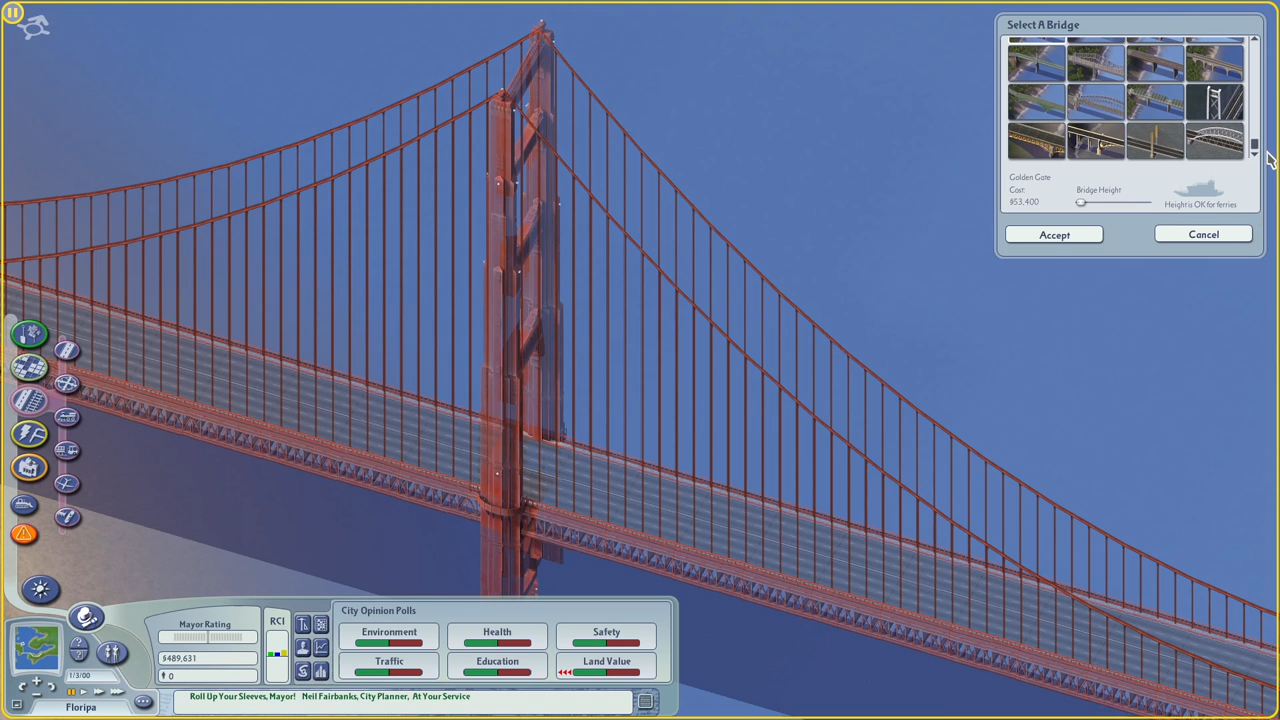 Select A Bridge
Golden Gate
Cost:
§53,400
Bridge Height
Height is OK for ferries
Accept
Cancel
Mayor Rating
§489,631
0
RCI
City Opinion Polls
Environment
Health
Safety
Traffic
Education
Land Value
1/3/00
Floripa
Roll Up Your Sleeves, Mayor! Neil Fairbanks, City Planner, At Your Service